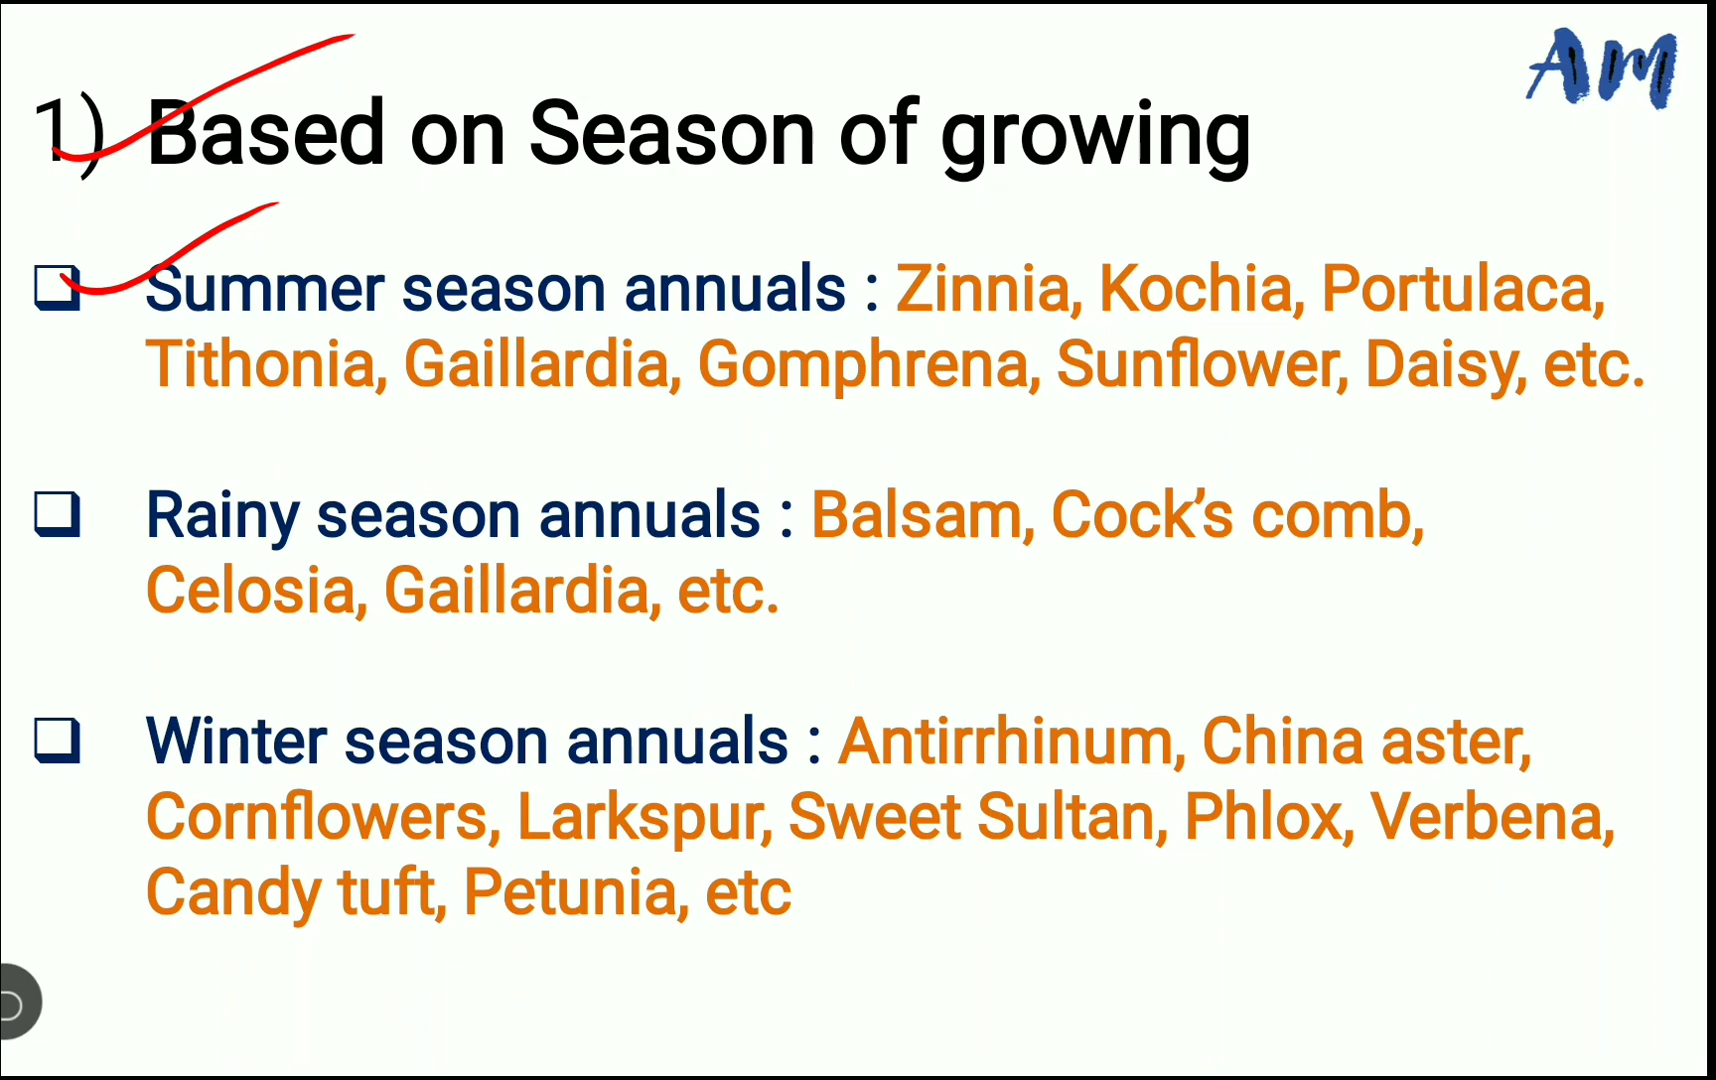 AM
1) Based on Season of growing
Summer season annuals : Zinnia, Kochia, Portulaca,
Tithonia, Gaillardia, Gomphrena, Sunflower, Daisy, etc.
Rainy season annuals : Balsam, Cock’s comb,
Celosia, Gaillardia, etc.
Winter season annuals : Antirrhinum, China aster,
Cornflowers, Larkspur, Sweet Sultan, Phlox, Verbena,
Candy tuft, Petunia, etc